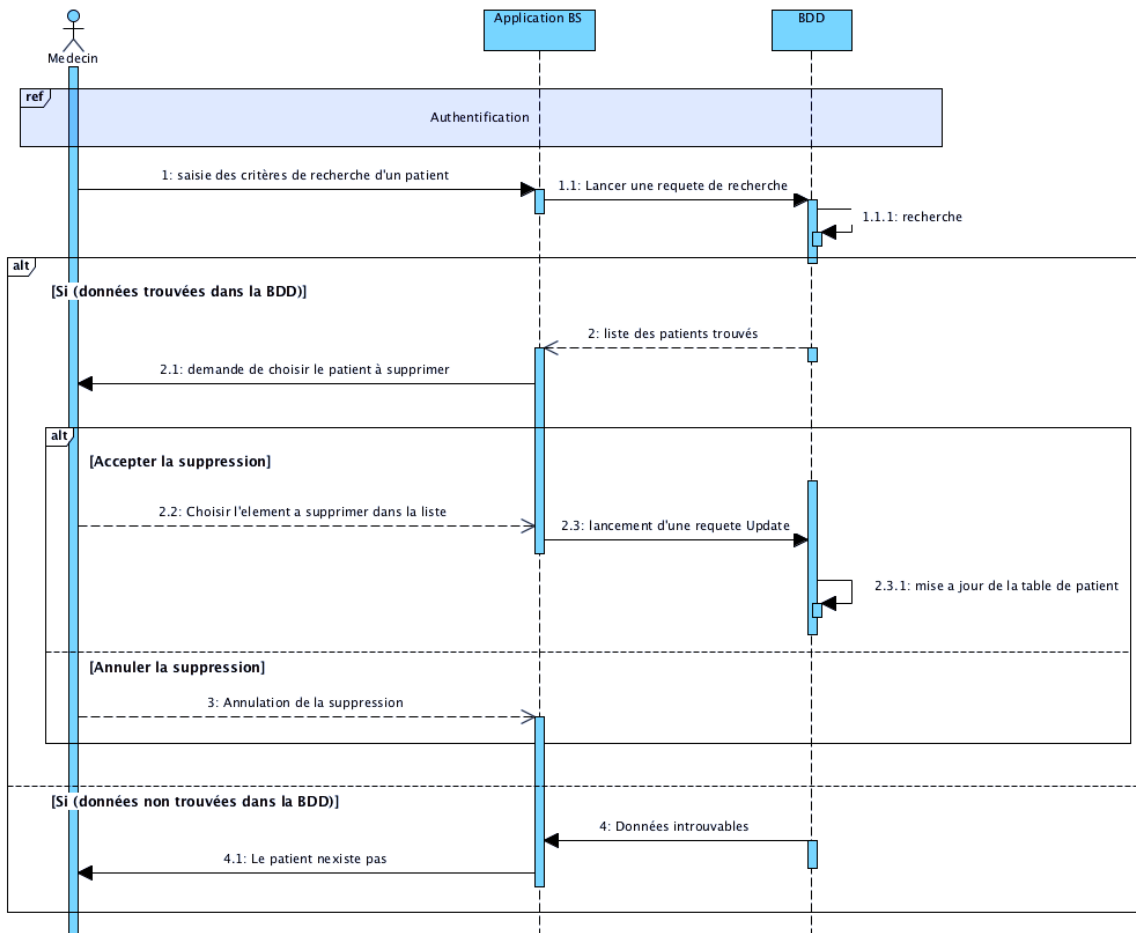 Application BS
BDD
Medecin
ref
Authentification
1: saisie des critères de recherche d'un patient
1.1: Lancer une requete de recherche
1.1.1: recherche
alt
[Si (données trouvées dans la BDD)]
2: liste des patients trouvés
2.1: demande de choisir le patient à supprimer
alt
[Accepter la suppression]
2.2: Choisir l'element a supprimer dans la liste
2.3: lancement d'une requete Update
2.3.1: mise a jour de la table de patient
[Annuler la suppression]
3: Annulation de la suppression
[Si (données non trouvées dans la BDD)]
4: Données introuvables
4.1: Le patient nexiste pas